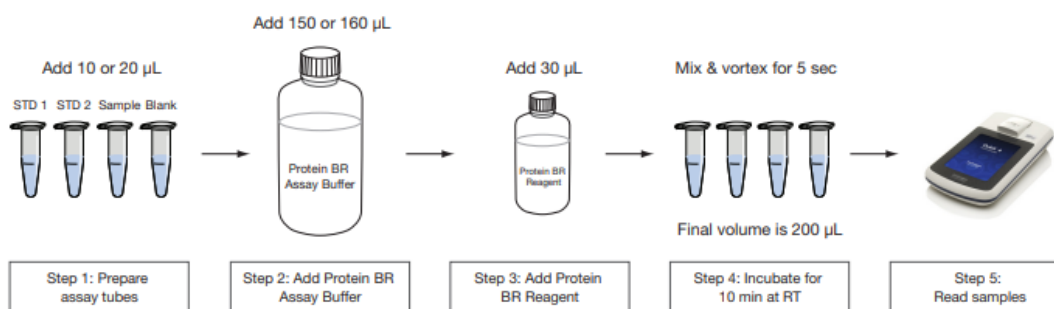 Add 150 or 160 µL
Add 10 or 20 µL
Add 30 µL
Mix & vortex for 5 sec
STD 1 STD 2 Sample Blank
Protein BR
Assay Buffer
Protein BR
Reagent
Final volume is 200 µL
Step 1: Prepare
assay tubes
Step 2: Add Protein BR
Assay Buffer
Step 3: Add Protein
BR Reagent
Step 4: Incubate for
10 min at RT
Step 5:
Read samples